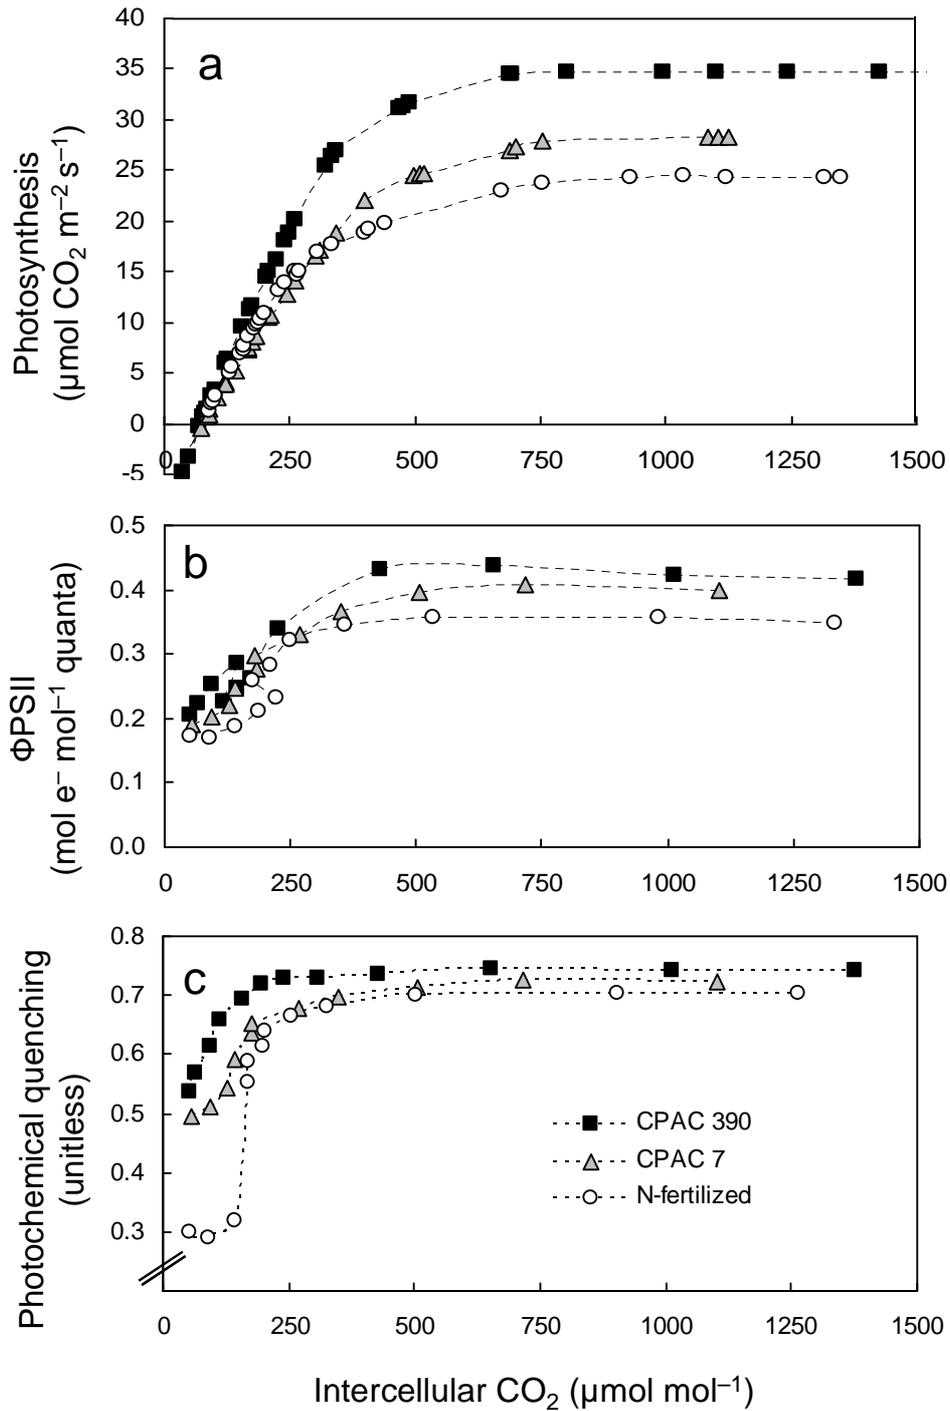 a
Photosynthesis
(µmol CO₂ m⁻² s⁻¹)
40
35
30
25
20
15
10
5
0
-5
0 250 500 750 1000 1250 1500
b
ΦPSII
(mol e⁻ mol⁻¹ quanta)
0.5
0.4
0.3
0.2
0.1
0.0
0 250 500 750 1000 1250 1500
c
Photochemical quenching
(unitless)
0.8
0.7
0.6
0.5
0.4
0.3
CPAC 390
CPAC 7
N-fertilized
0 250 500 750 1000 1250 1500
Intercellular CO₂ (µmol mol⁻¹)